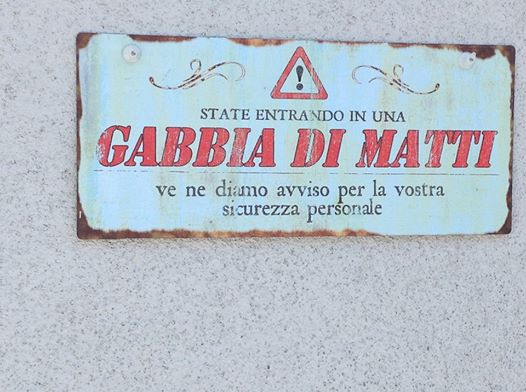 STATE ENTRANDO IN UNA
GABBIA DI MATTI
ve ne diamo avviso per la vostra
sicurezza personale